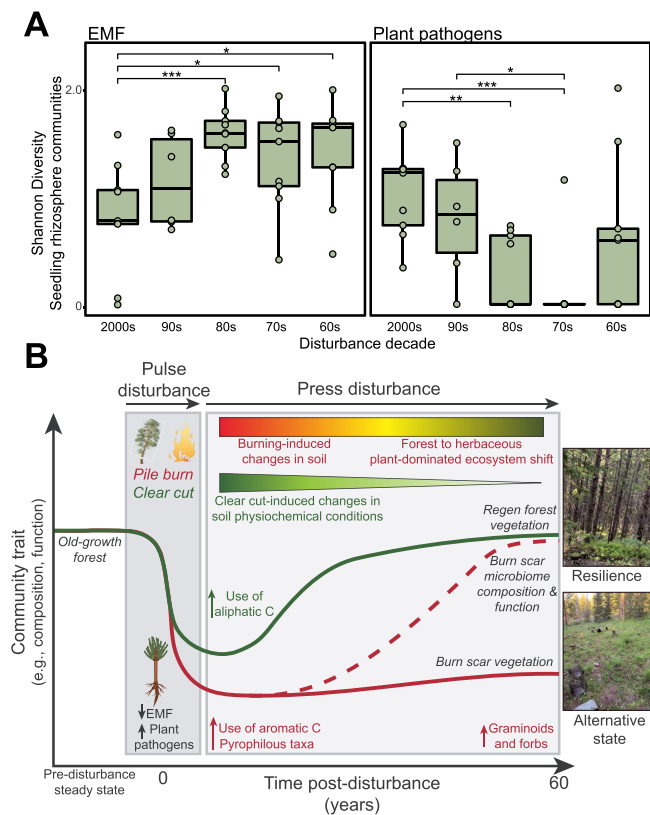 A
EMF
Plant pathogens
*
*
***
*
***
**
2.0
0
Shannon Diversity
Seedling rhizosphere communities
2000s 90s 80s 70s 60s
2000s 90s 80s 70s 60s
Disturbance decade
B
Pulse
disturbance
Press disturbance
Pile burn
Clear cut
Burning-induced
changes in soil
Forest to herbaceous
plant-dominated ecosystem shift
Clear cut-induced changes in
soil physiochemical conditions
Regen forest
vegetation
Old-growth
forest
Burn scar
microbiome
composition &
function
Resilience
Use of
aliphatic C
Burn scar vegetation
Community trait
(e.g., composition, function)
EMF
Plant
pathogens
Use of aromatic C
Pyrophilous taxa
Graminoids
and forbs
Alternative
state
Pre-disturbance
steady state
0
Time post-disturbance
(years)
60